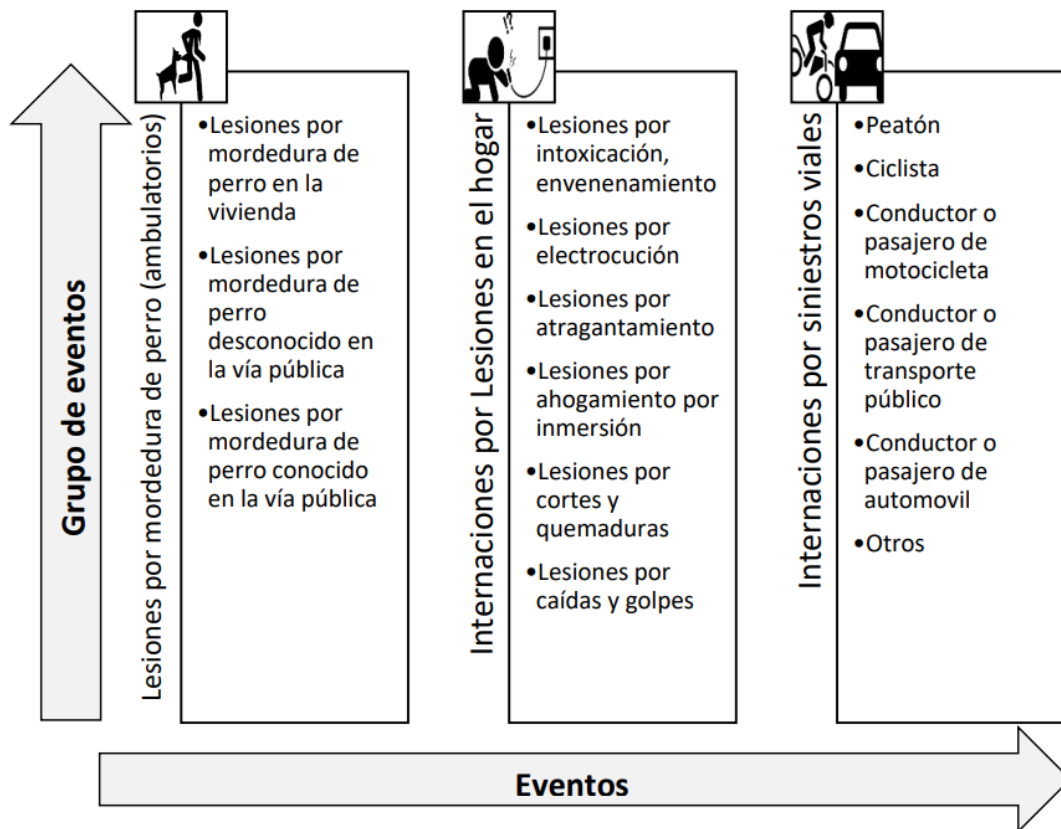 Grupo de eventos
Lesiones por mordedura de perro (ambulatorios)
•Lesiones por
mordedura de
perro en la
vivienda
•Lesiones por
mordedura de
perro
desconocido en
la vía pública
•Lesiones por
mordedura de
perro conocido
en la vía pública
Internaciones por Lesiones en el hogar
!?
•Lesiones por
intoxicación,
envenenamiento
•Lesiones por
electrocución
•Lesiones por
atragantamiento
•Lesiones por
ahogamiento por
inmersión
•Lesiones por
cortes y
quemaduras
•Lesiones por
caídas y golpes
Internaciones por siniestros viales
•Peatón
•Ciclista
•Conductor o
pasajero de
motocicleta
•Conductor o
pasajero de
transporte
público
•Conductor o
pasajero de
automovil
•Otros
Eventos